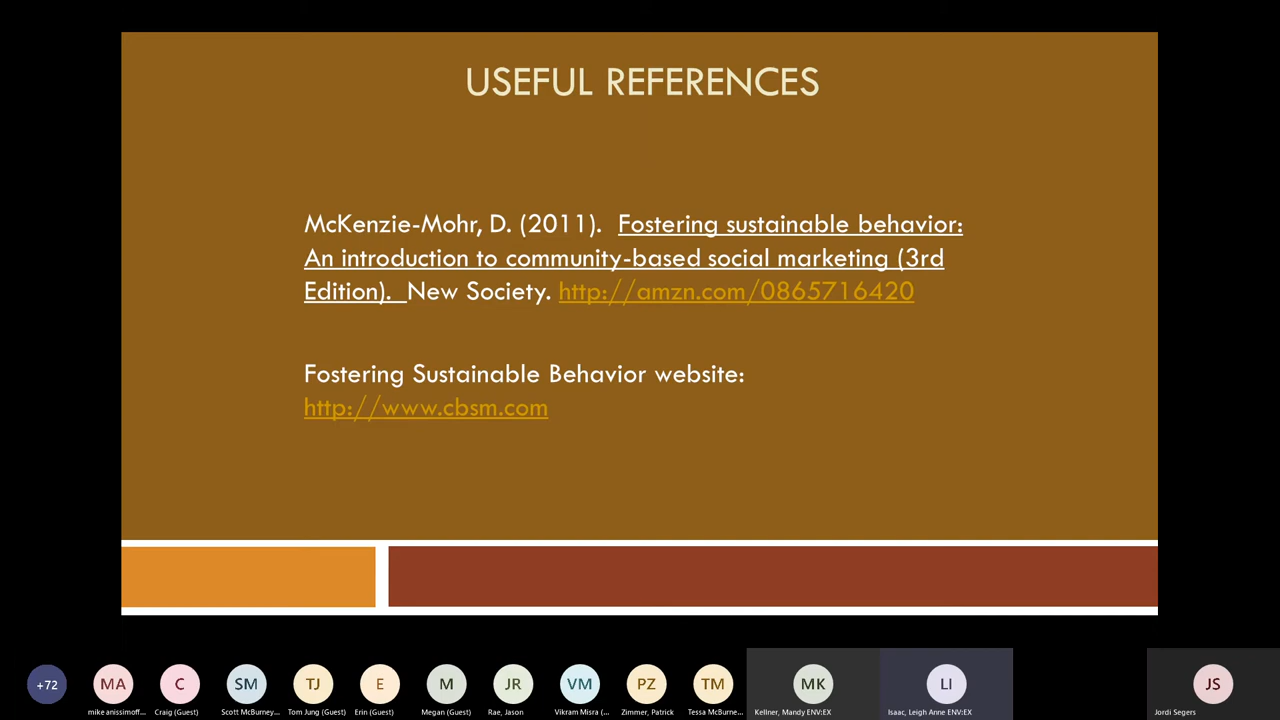 USEFUL REFERENCES
McKenzie-Mohr, D. (2011). Fostering sustainable behavior:
An introduction to community-based social marketing (3rd
Edition). New Society. http://amzn.com/0865716420
Fostering Sustainable Behavior website:
http://www.cbsm.com
+72
MA
C
SM
TJ
E
M
JR
VM
PZ
TM
MK
LI
JS
mike anissimoff...
Craig (Guest)
Scott McBurney...
Tom Jung (Guest)
Erin (Guest)
Megan (Guest)
Rae, Jason
Vikram Misra (...
Zimmer, Patrick
Tessa McBurne...
Kellner, Mandy ENV:EX
Isaac, Leigh Anne ENV:EX
Jordi Segers